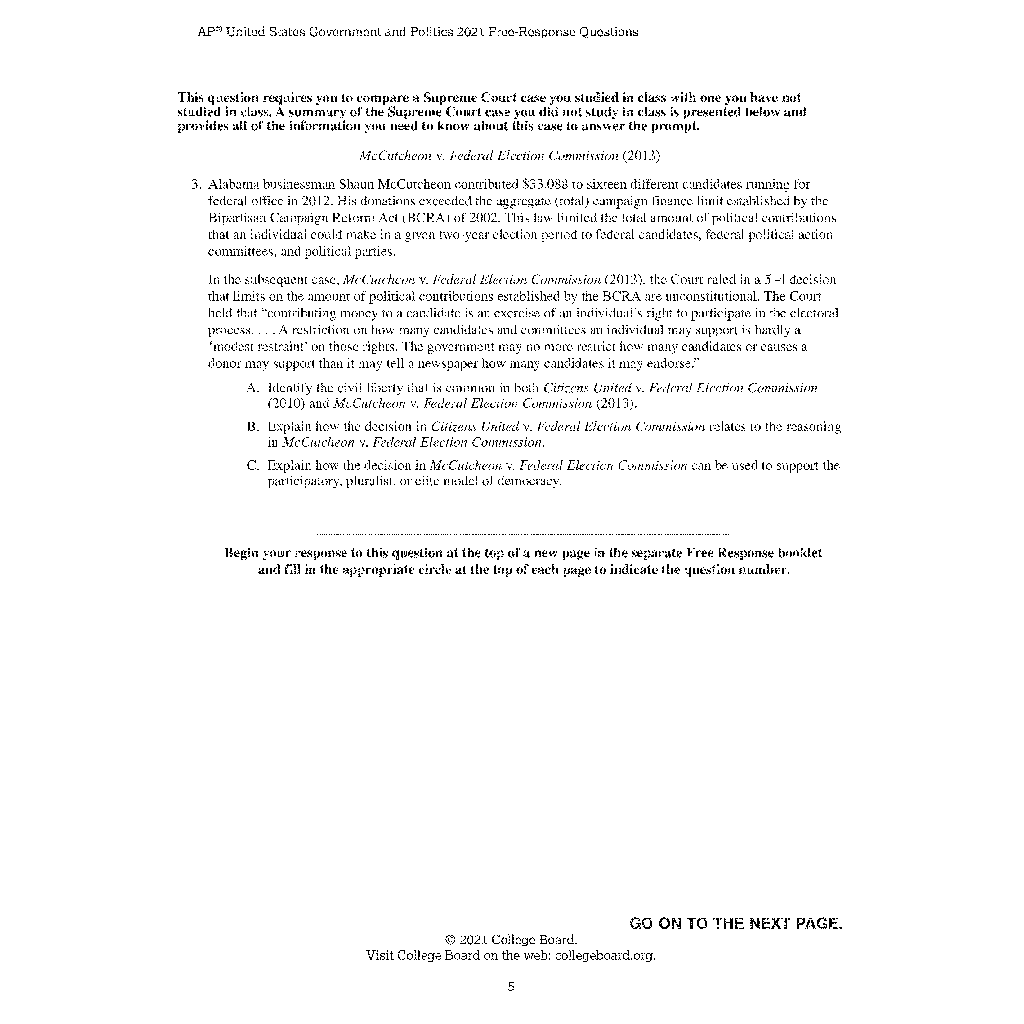 AP® United States Government and Politics 2021 Free-Response Questions
This question requires you to compare a Supreme Court case you studied in class with one you have not
studied in class. A summary of the Supreme Court case you did not study in class is presented below and
provides all of the information you need to know about this case to answer the prompt.
McCutcheon v. Federal Election Commission (2013)
3. Alabama businessman Shaun McCutcheon contributed $33,088 to sixteen different candidates running for
federal office in 2012. His donations exceeded the aggregate (total) campaign finance limit established by the
Bipartisan Campaign Reform Act (BCRA) of 2002. This law limited the total amount of political contributions
that an individual could make in a given two-year election period to federal candidates, federal political action
committees, and political parties.
In the subsequent case, McCutcheon v. Federal Election Commission (2013), the Court ruled in a 5–4 decision
that limits on the amount of political contributions established by the BCRA are unconstitutional. The Court
held that “contributing money to a candidate is an exercise of an individual’s right to participate in the electoral
process. . . . A restriction on how many candidates and committees an individual may support is hardly a
‘modest restraint’ on those rights. The government may no more restrict how many candidates or causes a
donor may support than it may tell a newspaper how many candidates it may endorse.”
A. Identify the civil liberty that is common in both Citizens United v. Federal Election Commission
(2010) and McCutcheon v. Federal Election Commission (2013).
B. Explain how the decision in Citizens United v. Federal Election Commission relates to the reasoning
in McCutcheon v. Federal Election Commission.
C. Explain how the decision in McCutcheon v. Federal Election Commission can be used to support the
participatory, pluralist, or elite model of democracy.
Begin your response to this question at the top of a new page in the separate Free Response booklet
and fill in the appropriate circle at the top of each page to indicate the question number.
GO ON TO THE NEXT PAGE.
© 2021 College Board.
Visit College Board on the web: collegeboard.org.
5